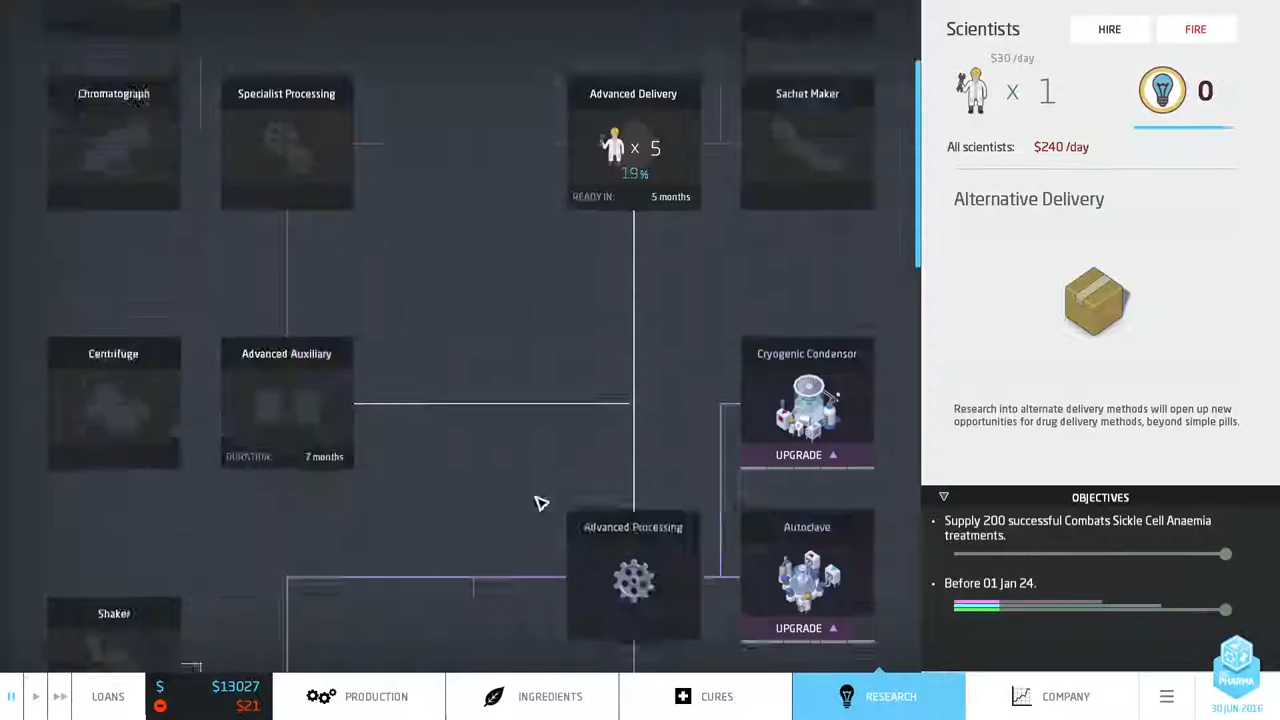 Scientists
HIRE
FIRE
$30 /day
x 1
0
All scientists: $240 /day
Alternative Delivery
Research into alternate delivery methods will open up new
opportunities for drug delivery methods, beyond simple pills.
Chromatograph
Specialist Processing
Advanced Delivery
x 5
19%
READY IN: 5 months
Sachet Maker
Centrifuge
Advanced Auxiliary
DURATION: 7 months
Cryogenic Condensor
UPGRADE
Advanced Processing
Autoclave
UPGRADE
Shaker
OBJECTIVES
Supply 200 successful Combats Sickle Cell Anaemia
treatments.
Before 01 Jan 24.
LOANS
$ $13027
$21
PRODUCTION
INGREDIENTS
CURES
RESEARCH
COMPANY
PHARMA
30 JUN 2016